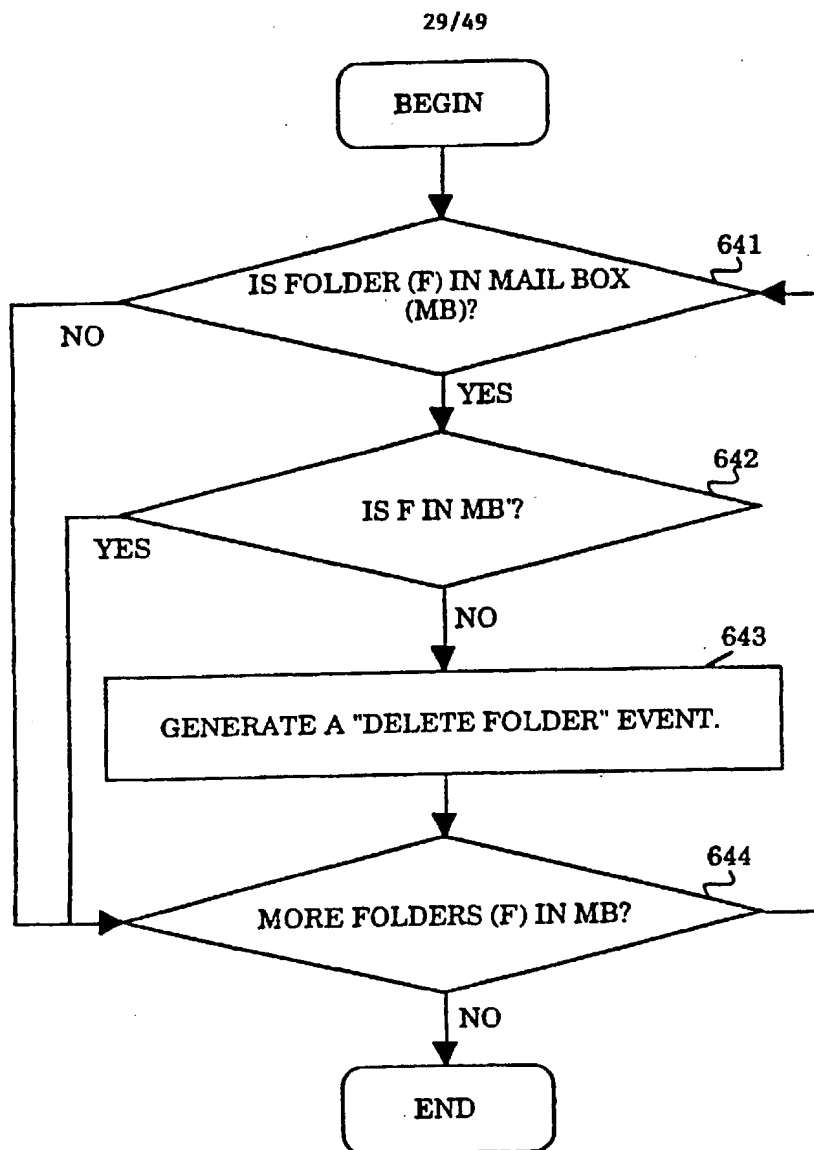 29/49
BEGIN
641
IS FOLDER (F) IN MAIL BOX
(MB)?
NO
YES
642
IS F IN MB'?
YES
NO
643
GENERATE A "DELETE FOLDER" EVENT.
644
MORE FOLDERS (F) IN MB?
NO
END